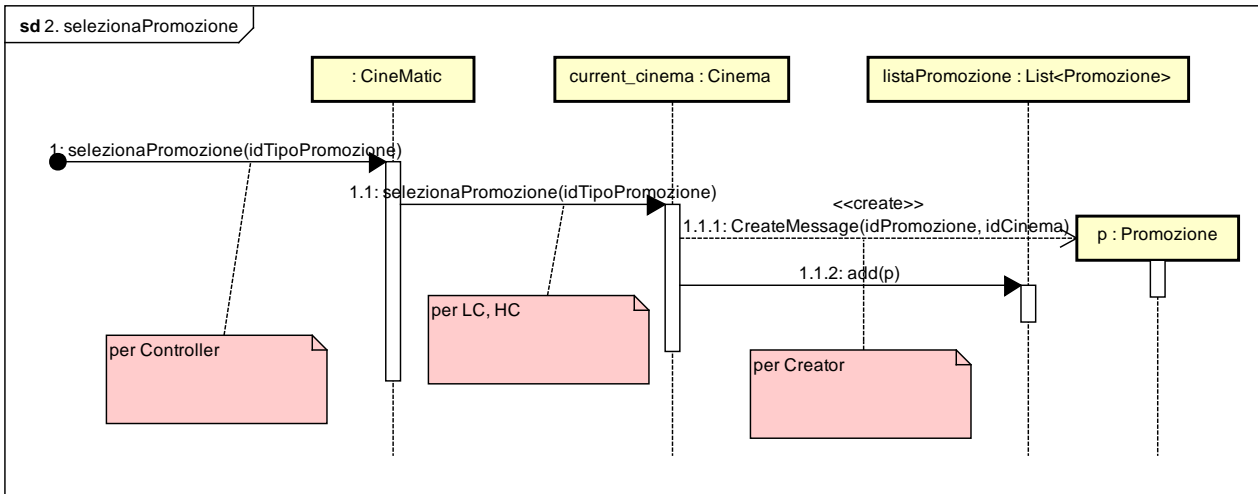 sd 2. selezionaPromozione
: CineMatic
current_cinema : Cinema
listaPromozione : List<Promozione>
1: selezionaPromozione(idTipoPromozione)
1.1: selezionaPromozione(idTipoPromozione)
<<create>>
1.1.1: CreateMessage(idPromozione, idCinema)
p : Promozione
1.1.2: add(p)
per LC, HC
per Controller
per Creator